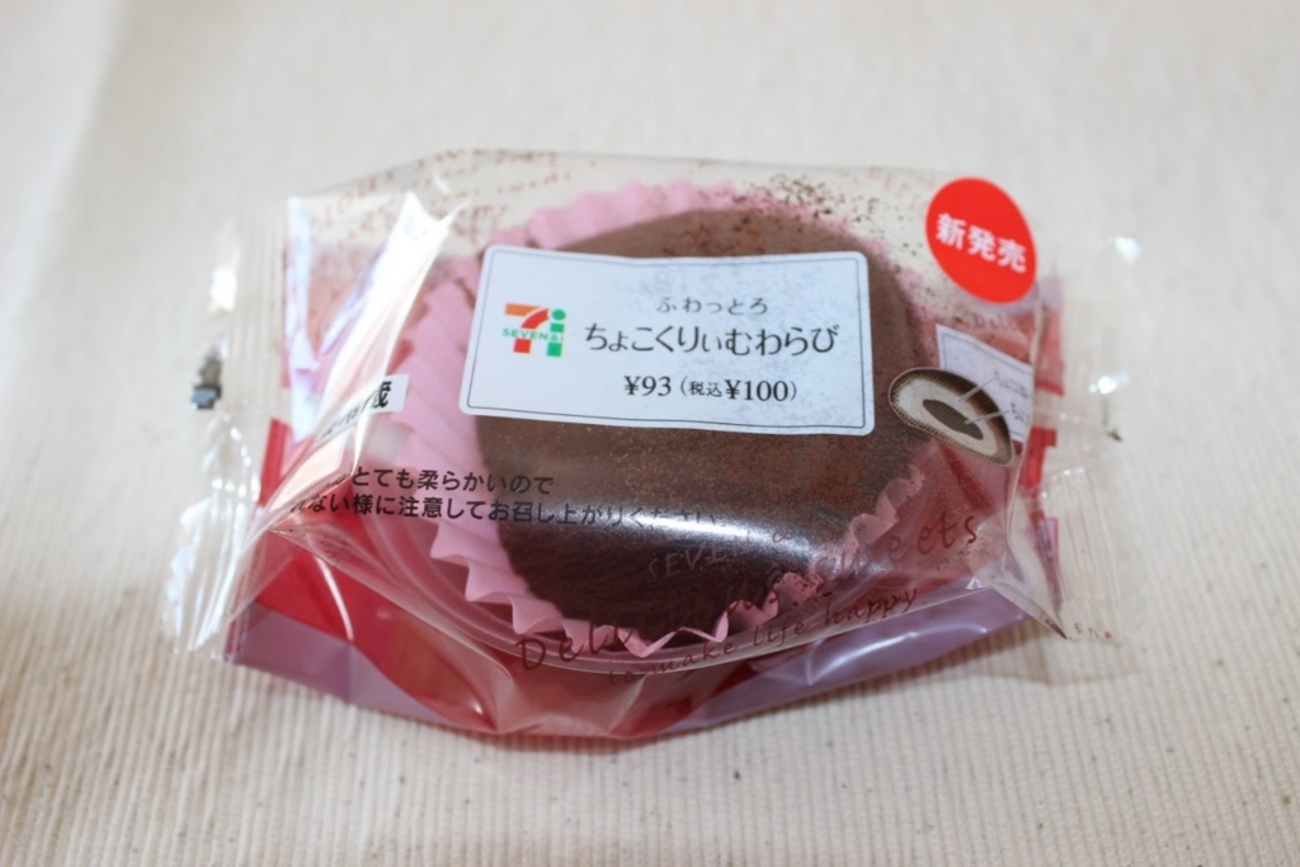 新発売
SEVEN&i
ふわっとろ
ちょこくりぃむわらび
¥93(税込¥100)
とても柔らかいので
ない様に注意してお召し上がりください。
SEVEN
sweets
to make life happy